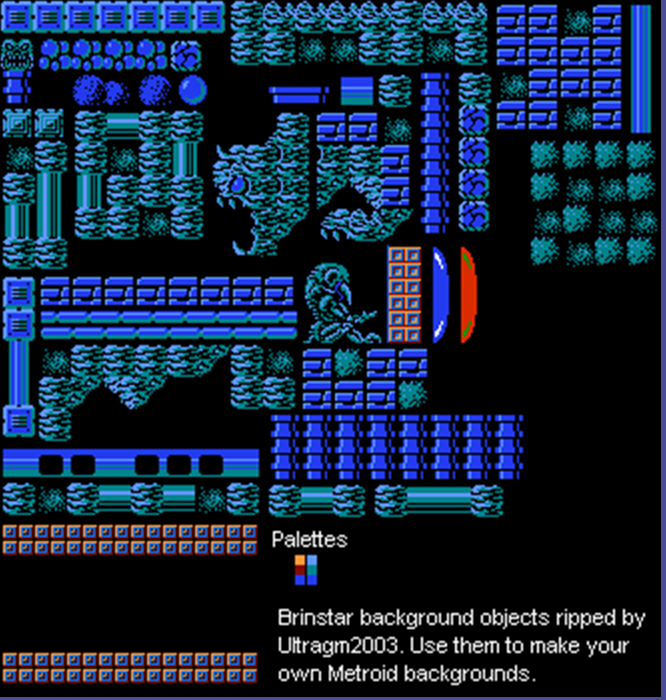 Palettes
Brinstar background objects ripped by
Ultragm2003. Use them to make your
own Metroid backgrounds.